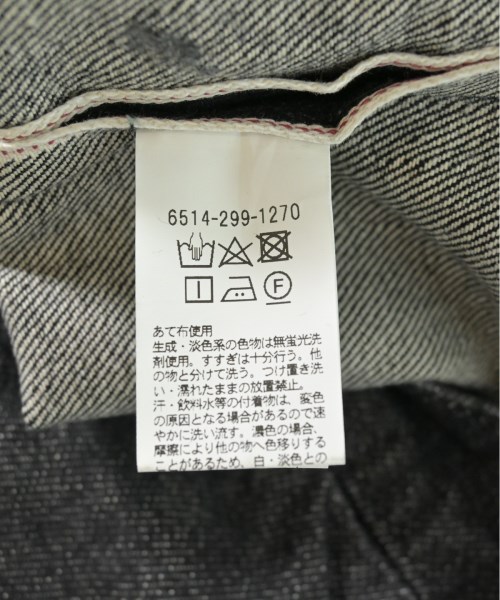 6514-299-1270
F
あて布使用
生成・淡色系の色物は無蛍光洗
剤使用。すすぎは十分行う。他
の物と分けて洗う。つけ置き洗
い・濡れたままの放置禁止。
汗・飲料水等の付着物は、変色
の原因となる場合があるので速
やかに洗い流す。濃色の場合、
摩擦により他の物へ色移りする
ことがあるため、白・淡色との